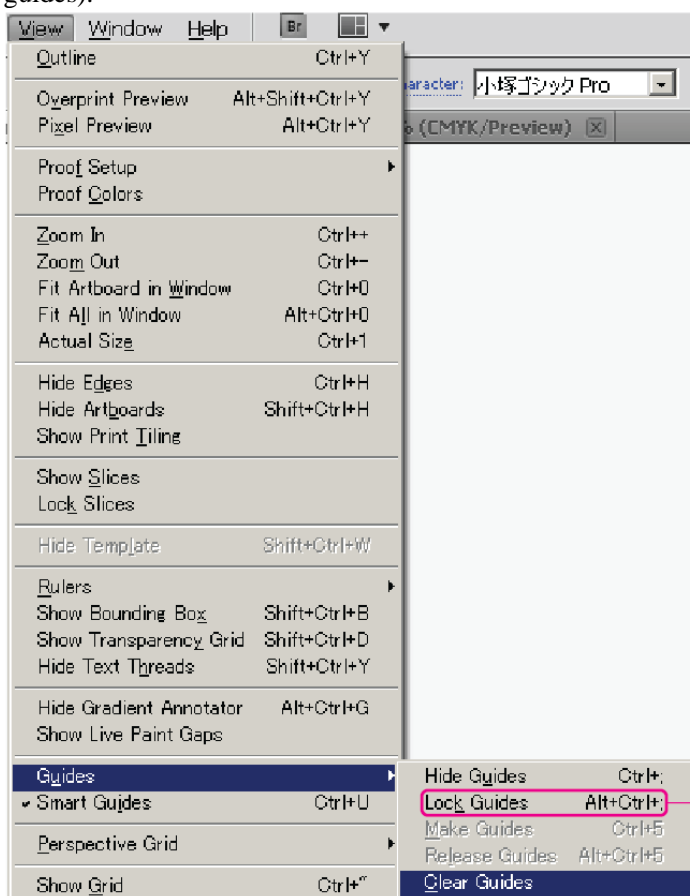 guides).
View Window Help Br
Outline Ctrl+Y
Overprint Preview Alt+Shift+Ctrl+Y
Pixel Preview Alt+Ctrl+Y
Proof Setup
Proof Colors
Zoom In Ctrl++
Zoom Out Ctrl+-
Fit Artboard in Window Ctrl+0
Fit All in Window Alt+Ctrl+0
Actual Size Ctrl+1
Hide Edges Ctrl+H
Hide Artboards Shift+Ctrl+H
Show Print Tiling
Show Slices
Lock Slices
Hide Template Shift+Ctrl+W
Rulers
Show Bounding Box Shift+Ctrl+B
Show Transparency Grid Shift+Ctrl+D
Hide Text Threads Shift+Ctrl+Y
Hide Gradient Annotator Alt+Ctrl+G
Show Live Paint Gaps
Guides
Smart Guides Ctrl+U
Perspective Grid
Show Grid Ctrl+"
aracter: 小塚ゴシック Pro
(CMYK/Preview)
Hide Guides Ctrl+;
Lock Guides Alt+Ctrl+;
Make Guides Ctrl+5
Release Guides Alt+Ctrl+5
Clear Guides